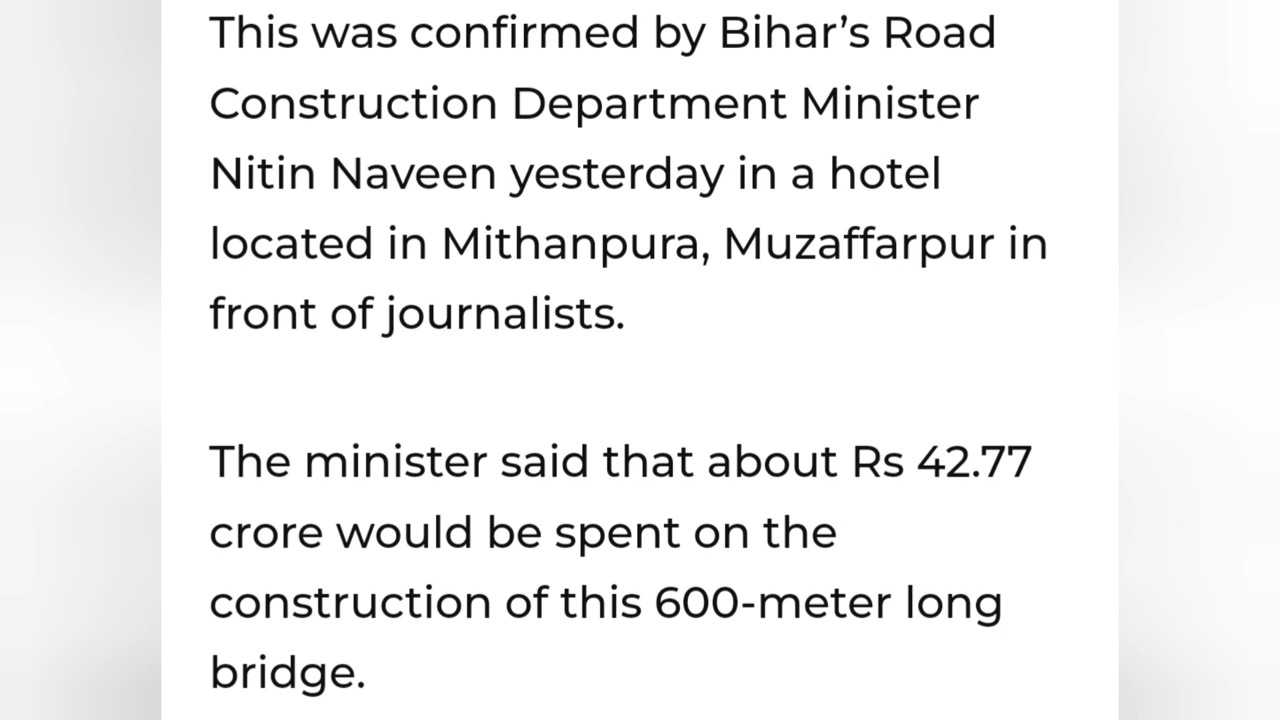 This was confirmed by Bihar’s Road
Construction Department Minister
Nitin Naveen yesterday in a hotel
located in Mithanpura, Muzaffarpur in
front of journalists.
The minister said that about Rs 42.77
crore would be spent on the
construction of this 600-meter long
bridge.